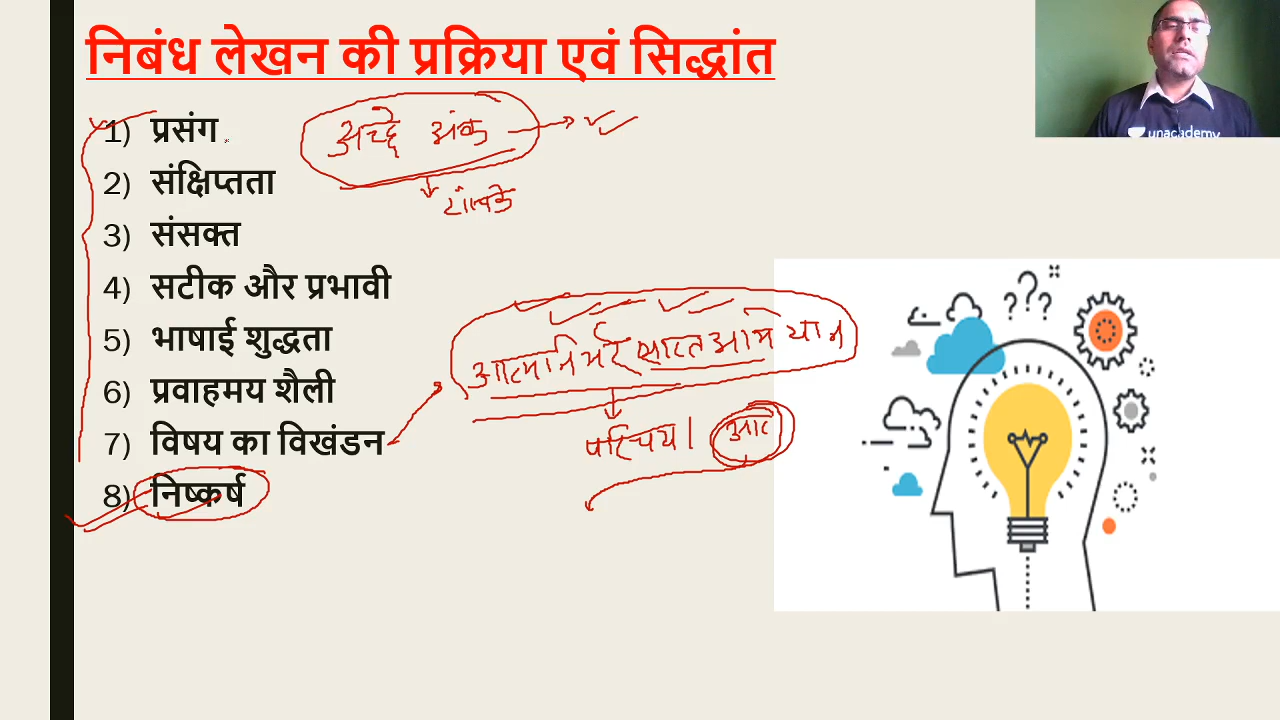 निबंध लेखन की प्रक्रिया एवं सिद्धांत
1) प्रसंग
अच्छे अंक
2) संक्षिप्तता
3) संसक्त
4) सटीक और प्रभावी
5) भाषाई शुद्धता
आत्मनिर्भर भारत अभियान
6) प्रवाहमय शैली
7) विषय का विखंडन
परिचय।
8) निष्कर्ष
unacademy